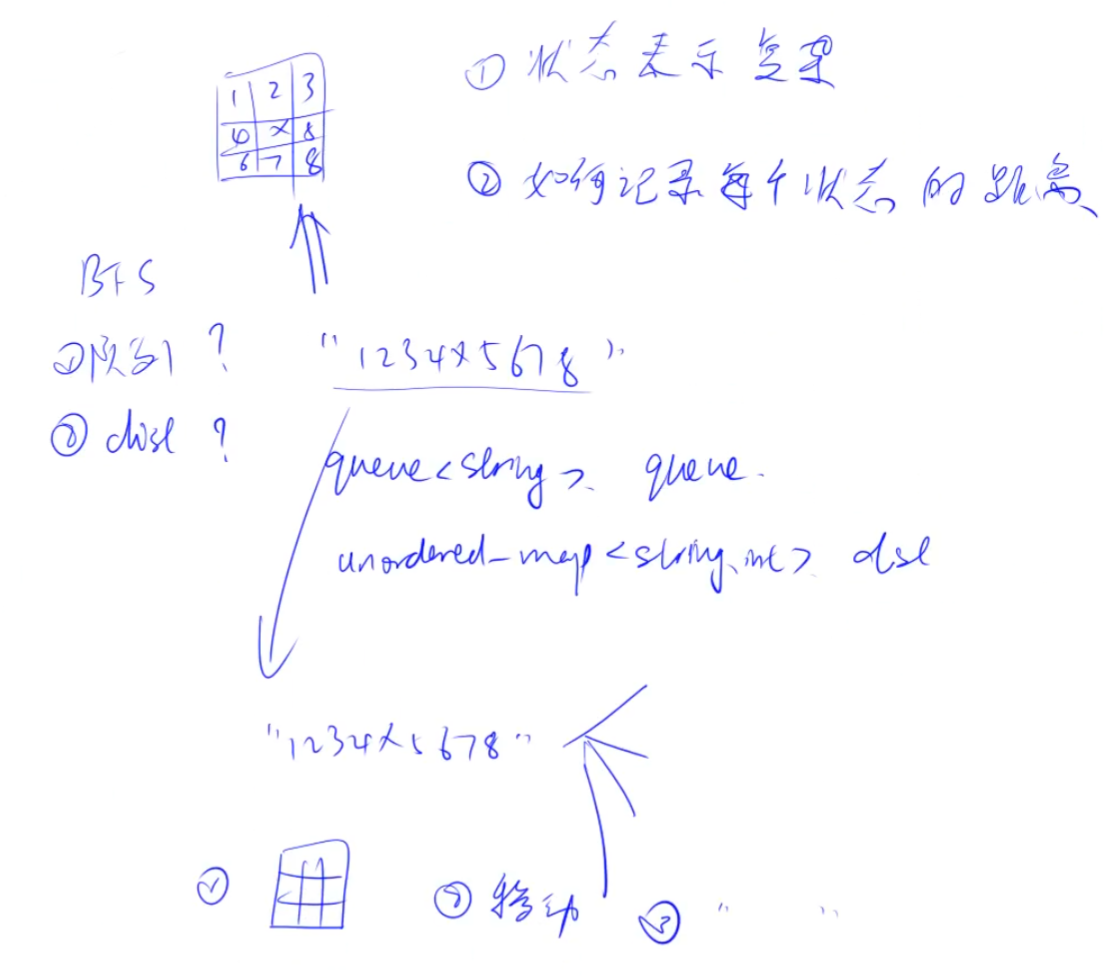 ① 状态表示复杂
1 2 3
4 x 5
6 7 8
② 如何记录每个状态的距离
BFS
① 队列?
"1234x5678"
② dist?
queue<string> queue.
unordered_map<string, int> dist
"1234x5678"
①
② 移动
③ " "